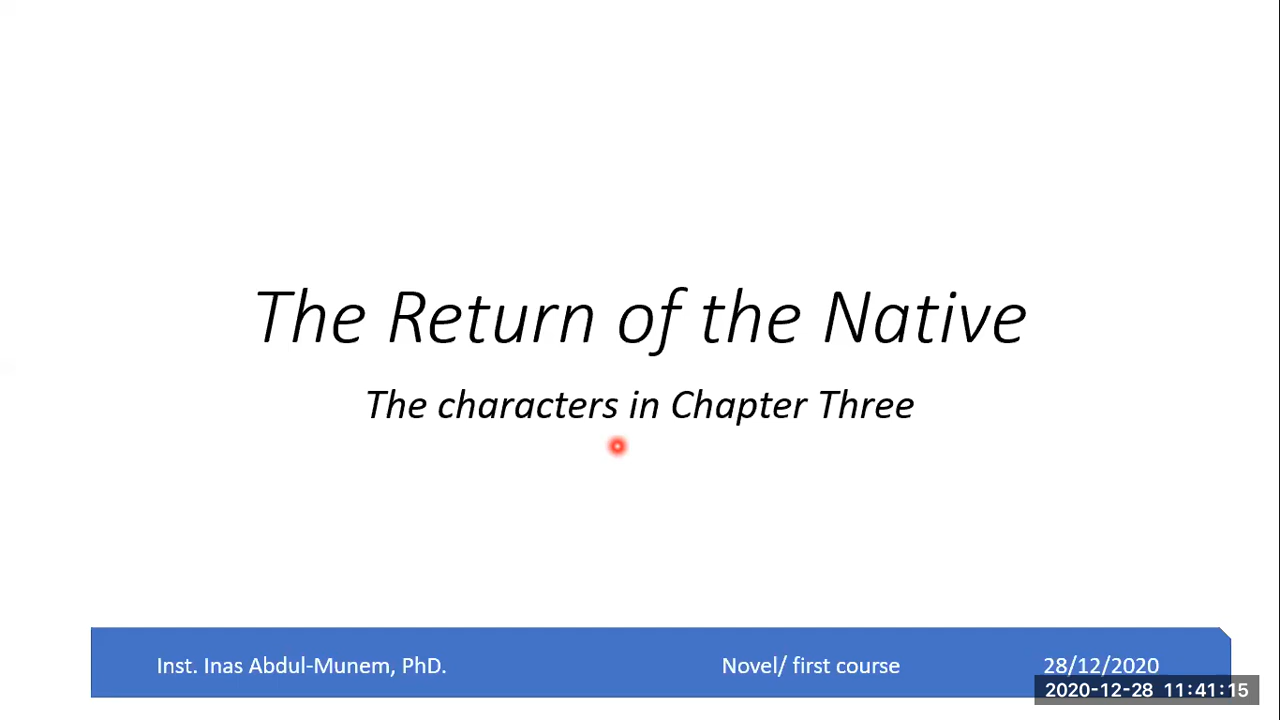 The Return of the Native
The characters in Chapter Three
Inst. Inas Abdul-Munem, PhD. Novel/ first course 28/12/2020
2020-12-28 11:41:15